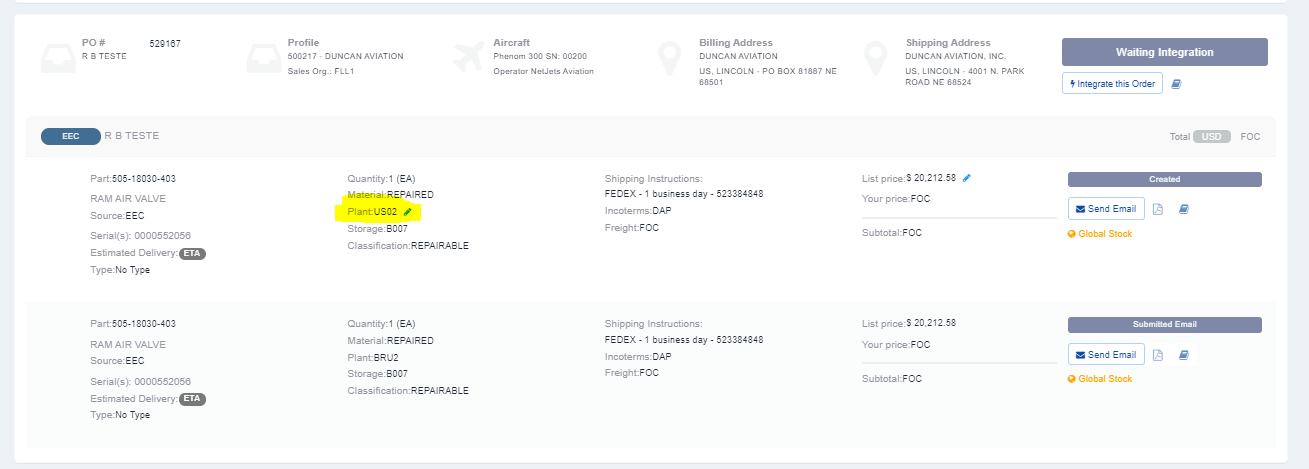 PO # 529167
R B TESTE
Profile
500217 - DUNCAN AVIATION
Sales Org.: FLL1
Aircraft
Phenom 300 SN: 00200
Operator NetJets Aviation
Billing Address
DUNCAN AVIATION
US, LINCOLN - PO BOX 81887 NE
68501
Shipping Address
DUNCAN AVIATION, INC.
US, LINCOLN - 4001 N. PARK
ROAD NE 68524
Waiting Integration
Integrate this Order
EEC R B TESTE
Total USD FOC
Part:505-18030-403
RAM AIR VALVE
Source:EEC
Serial(s): 0000552056
Estimated Delivery: ETA
Type:No Type
Quantity:1 (EA)
Material:REPAIRED
Plant:US02
Storage:B007
Classification:REPAIRABLE
Shipping Instructions:
FEDEX - 1 business day - 523384848
Incoterms:DAP
Freight:FOC
List price:$ 20,212.58
Your price:FOC
Subtotal:FOC
Created
Send Email
Global Stock
Part:505-18030-403
RAM AIR VALVE
Source:EEC
Serial(s): 0000552056
Estimated Delivery: ETA
Type:No Type
Quantity:1 (EA)
Material:REPAIRED
Plant:BRU2
Storage:B007
Classification:REPAIRABLE
Shipping Instructions:
FEDEX - 1 business day - 523384848
Incoterms:DAP
Freight:FOC
List price:$ 20,212.58
Your price:FOC
Subtotal:FOC
Submitted Email
Send Email
Global Stock